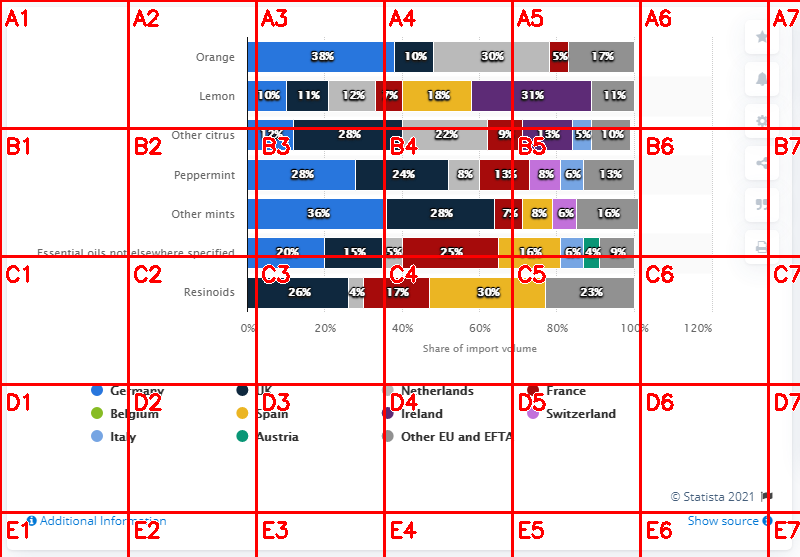 A1 A2 A3 A4 A5 A6 A7
Orange 38% 10% 30% 5% 17%
Lemon 10% 11% 12% 7% 18% 31% 11%
Other citrus 12% 28% 22% 9% 13% 5% 10%
B1 B2 B3 B4 B5 B6 B7
Peppermint 28% 24% 8% 13% 8% 6% 13%
Other mints 36% 28% 7% 8% 6% 16%
Essential oils not elsewhere specified 20% 15% 5% 25% 16% 6% 4% 9%
C1 C2 C3 C4 C5 C6 C7
Resinoids 26% 4% 17% 30% 23%
0% 20% 40% 60% 80% 100% 120%
Share of import volume
Germany UK Netherlands France
D1 D2 D3 D4 D5 D6 D7
Belgium Spain Ireland Switzerland
Italy Austria Other EU and EFTA
© Statista 2021
Additional Information Show source
E1 E2 E3 E4 E5 E6 E7